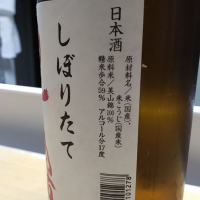 日本酒
原材料名／米(国産)、
米こうじ(国産米)
原料米／美山錦100%
精米歩合59% アルコール分17度
しぼりたて
101218